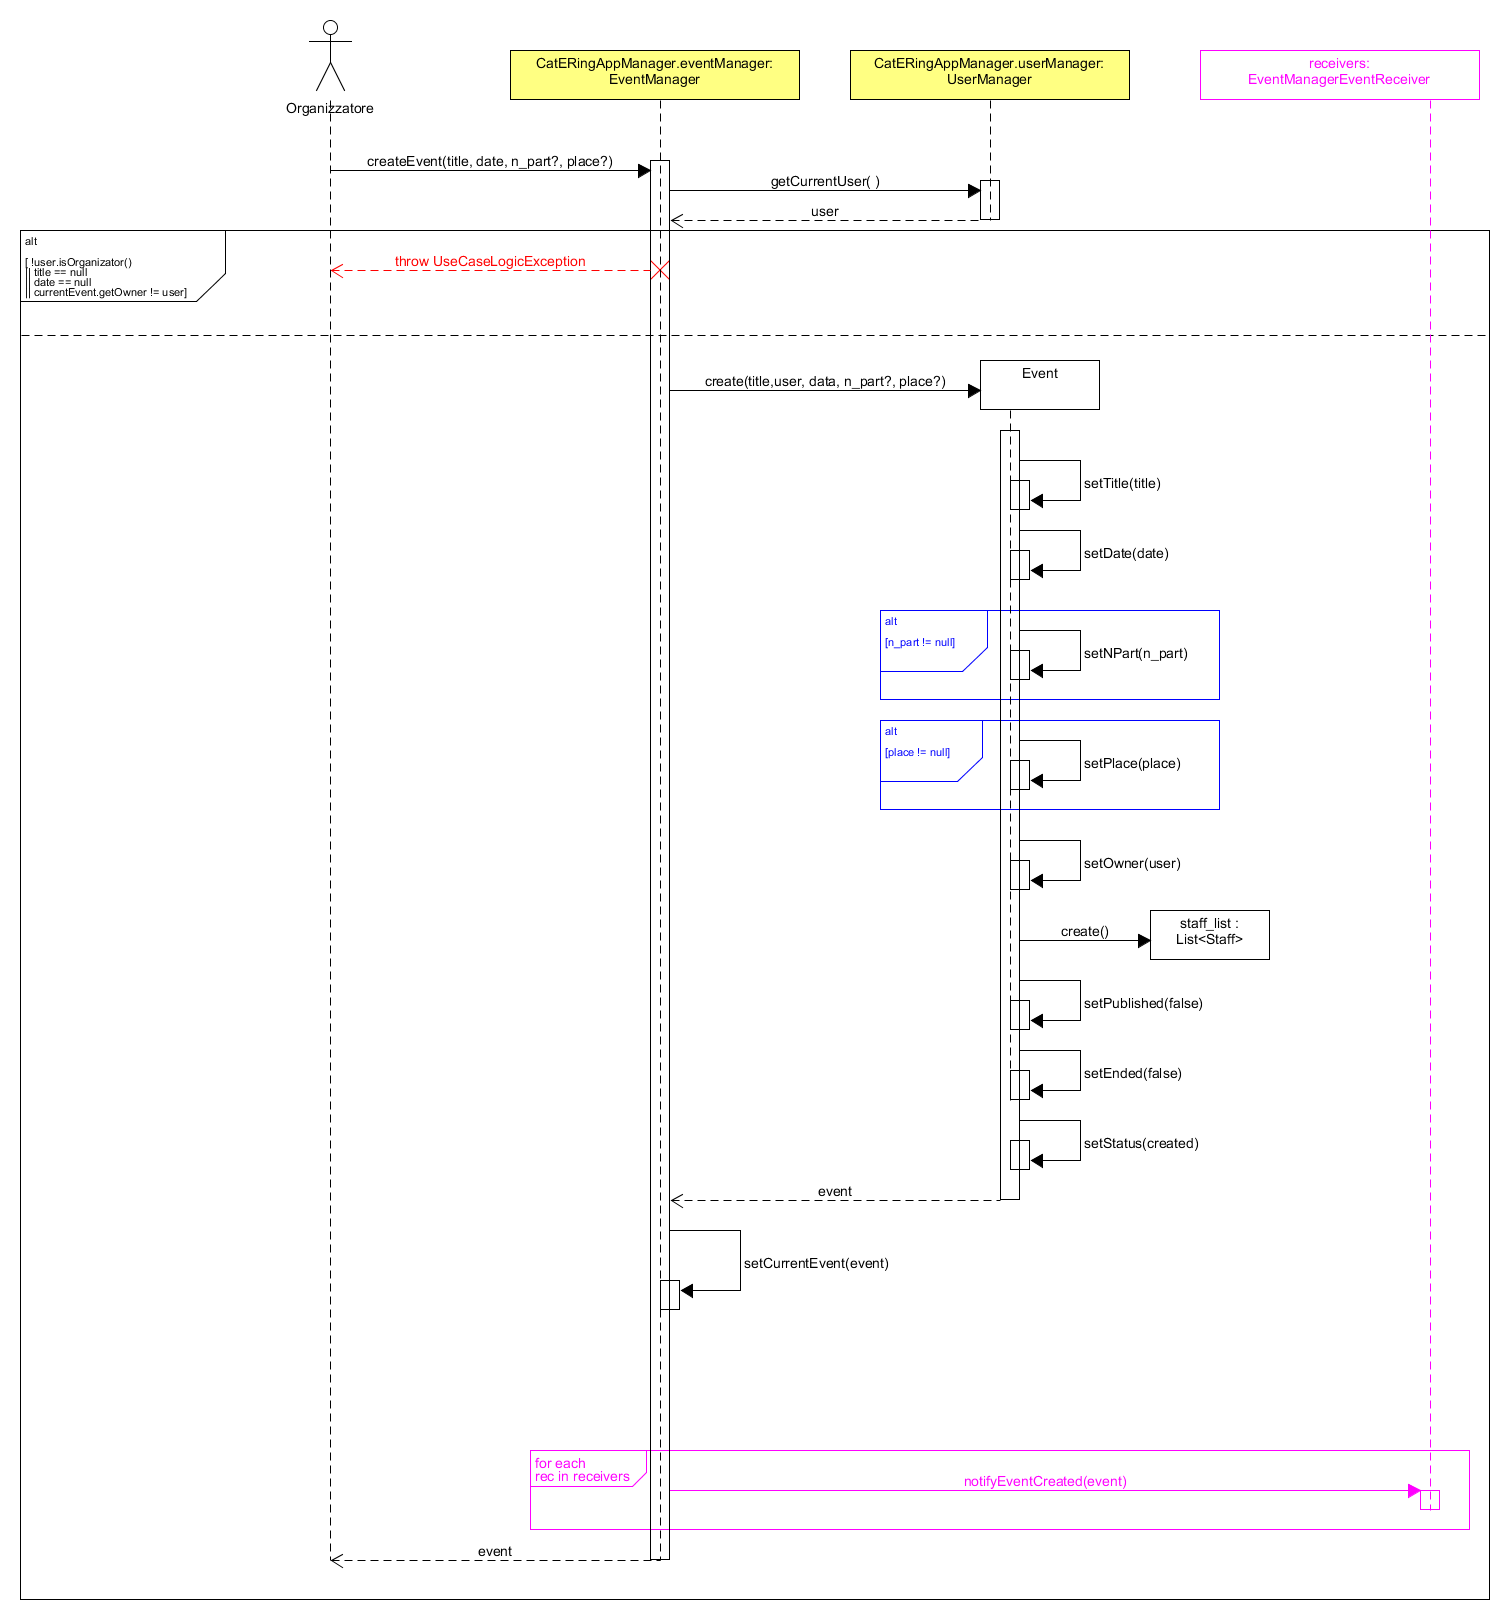 Organizzatore
CatERingAppManager.eventManager:
EventManager
CatERingAppManager.userManager:
UserManager
receivers:
EventManagerEventReceiver
createEvent(title, date, n_part?, place?)
getCurrentUser( )
user
alt
[ !user.isOrganizator()
|| title == null
|| date == null
|| currentEvent.getOwner != user]
throw UseCaseLogicException
create(title,user, data, n_part?, place?)
Event
setTitle(title)
setDate(date)
alt
[n_part != null]
setNPart(n_part)
alt
[place != null]
setPlace(place)
setOwner(user)
create()
staff_list :
List<Staff>
setPublished(false)
setEnded(false)
setStatus(created)
event
setCurrentEvent(event)
for each
rec in receivers
notifyEventCreated(event)
event